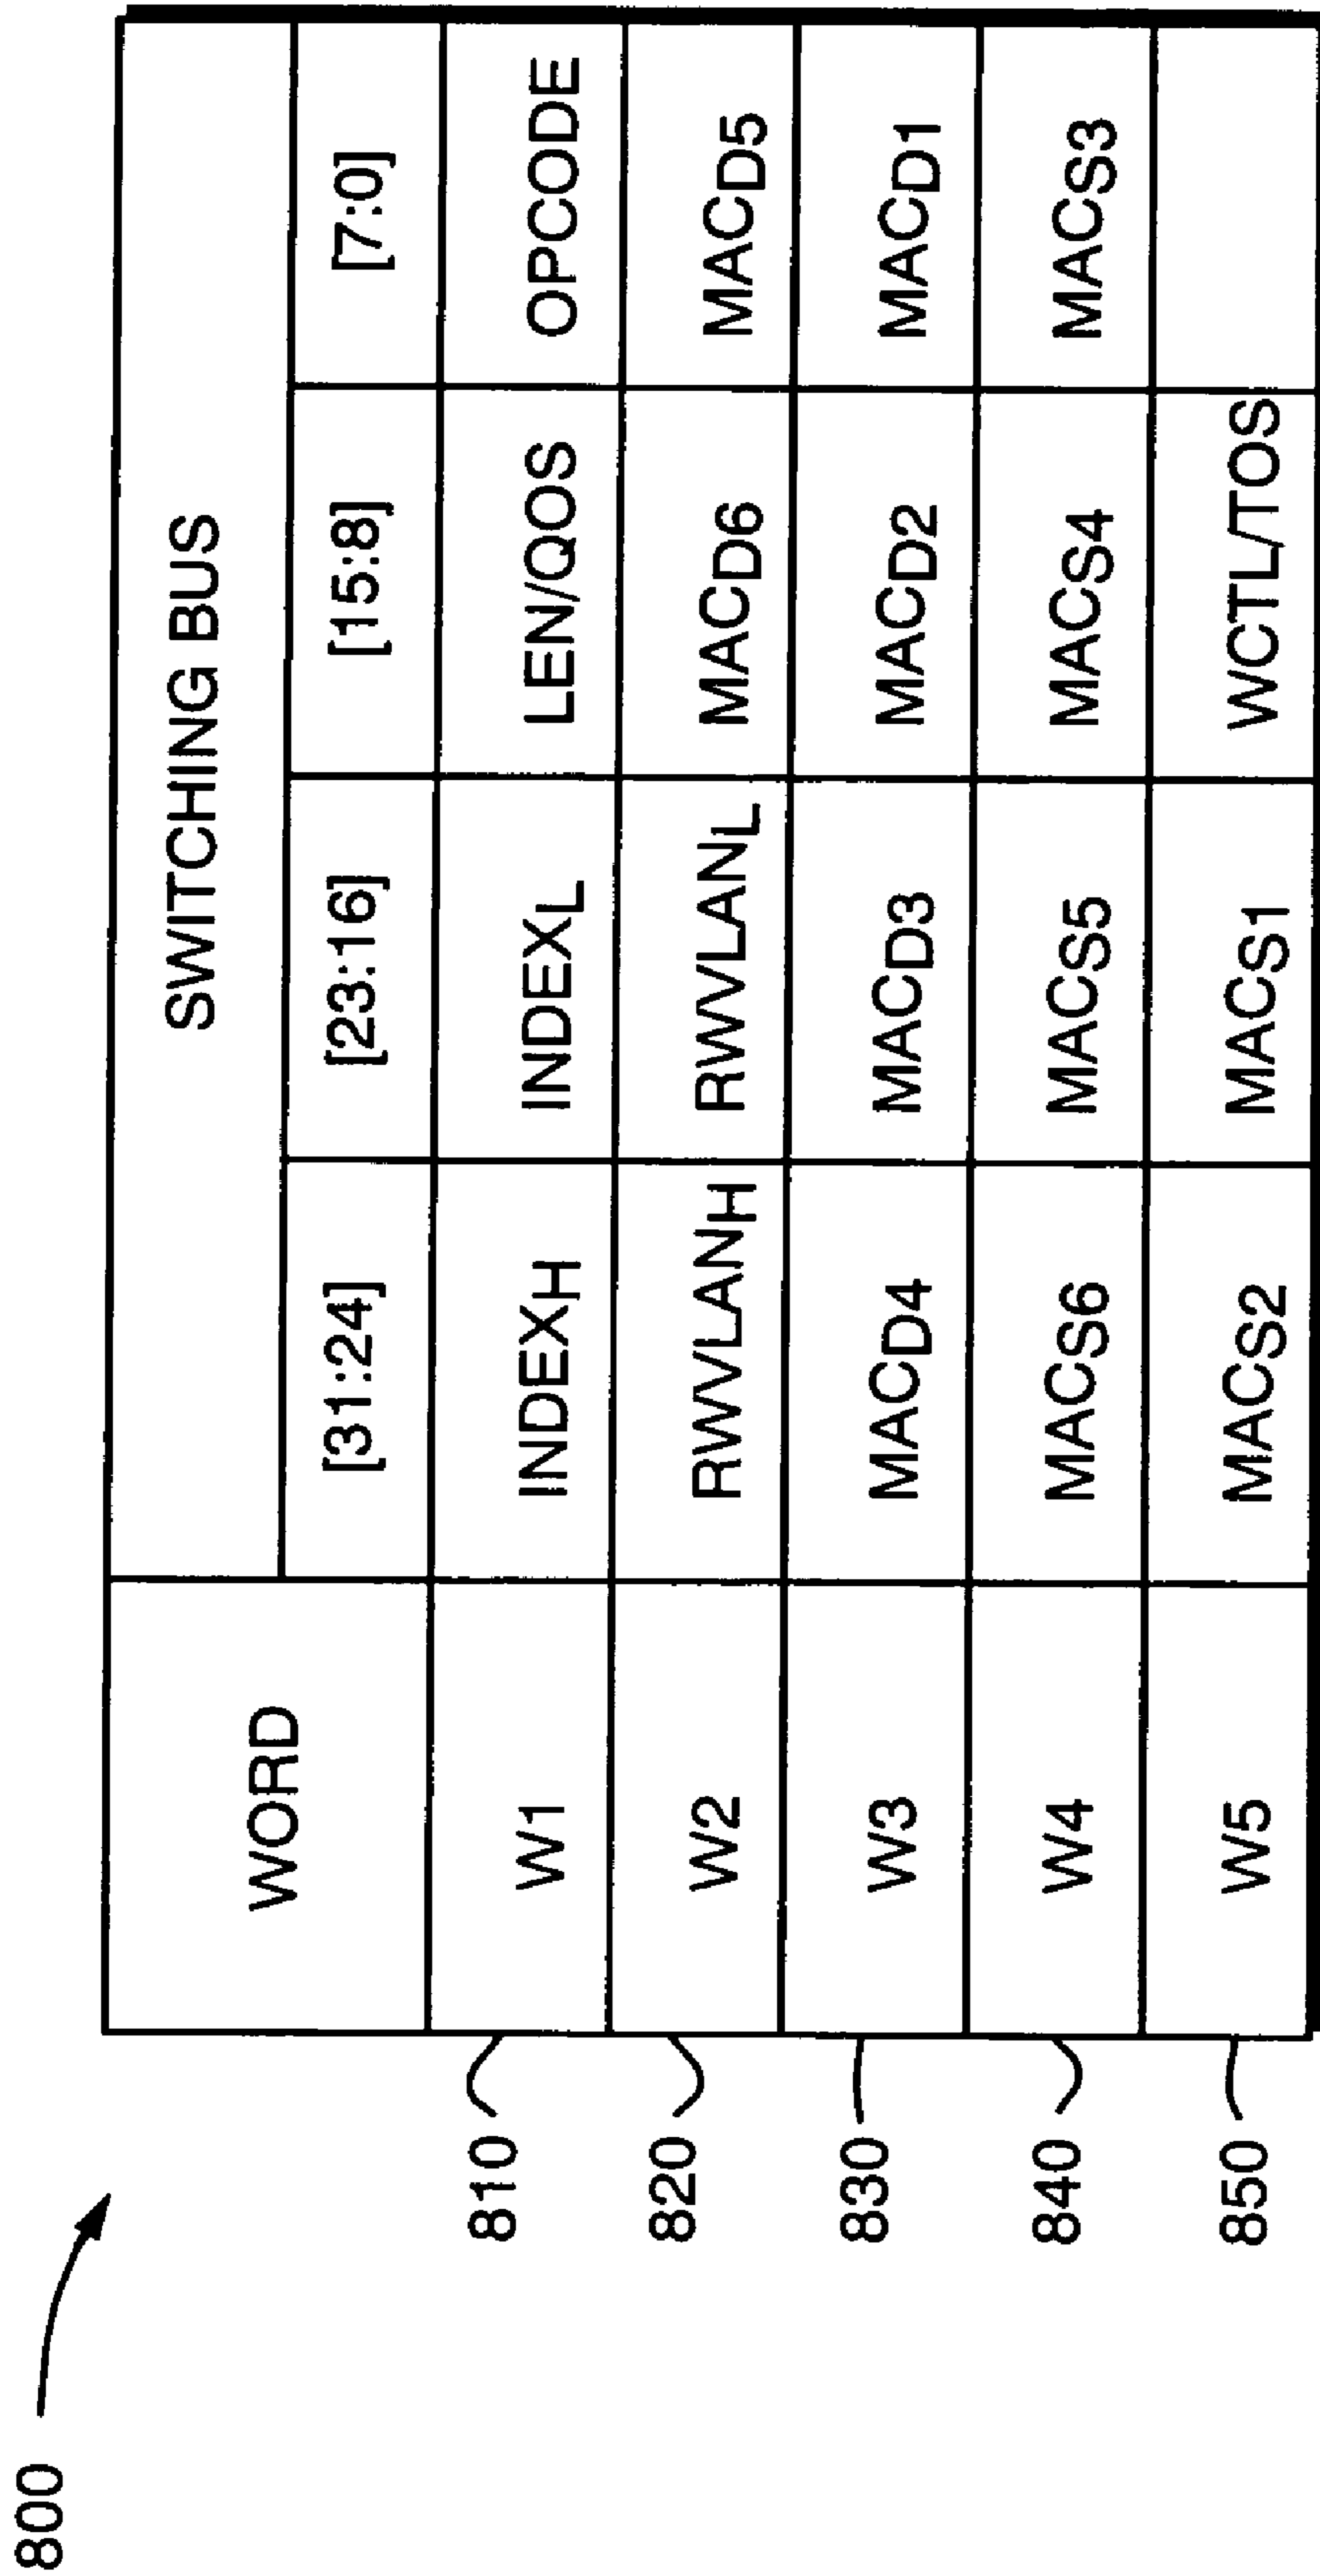 800
WORD SWITCHING BUS
[31:24] [23:16] [15:8] [7:0]
810 W1 INDEXH INDEXL LEN/QOS OPCODE
820 W2 RWVLANH RWVLANL MACD6 MACD5
830 W3 MACD4 MACD3 MACD2 MACD1
840 W4 MACS6 MACS5 MACS4 MACS3
850 W5 MACS2 MACS1 WCTL/TOS